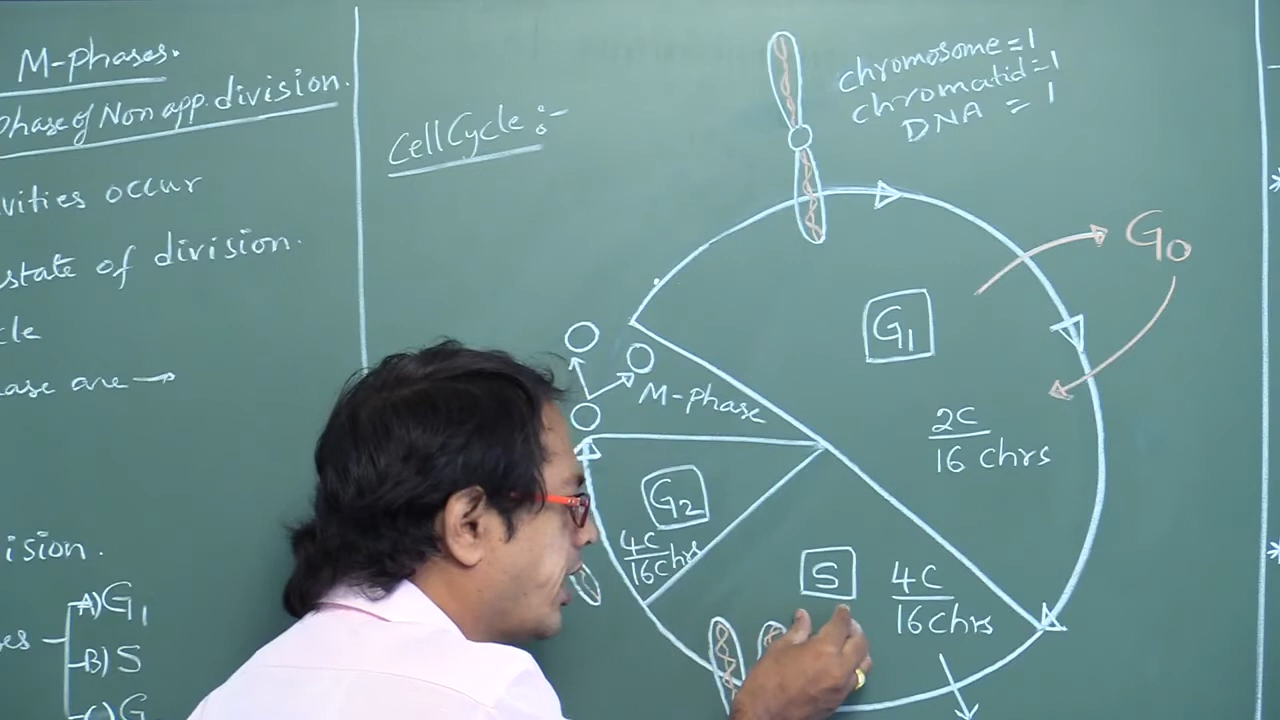 M-Phases.
Phase of Non app. division.
vities occur
state of division.
cle
hase are →
ision.
es
A) G1
B) S
C) G
Cell Cycle :-
chromosome = 1
chromatid = 1
DNA = 1
G0
G1
M-Phase
2C
16 chrs
G2
4C
16 chrs
S
4C
16 chrs